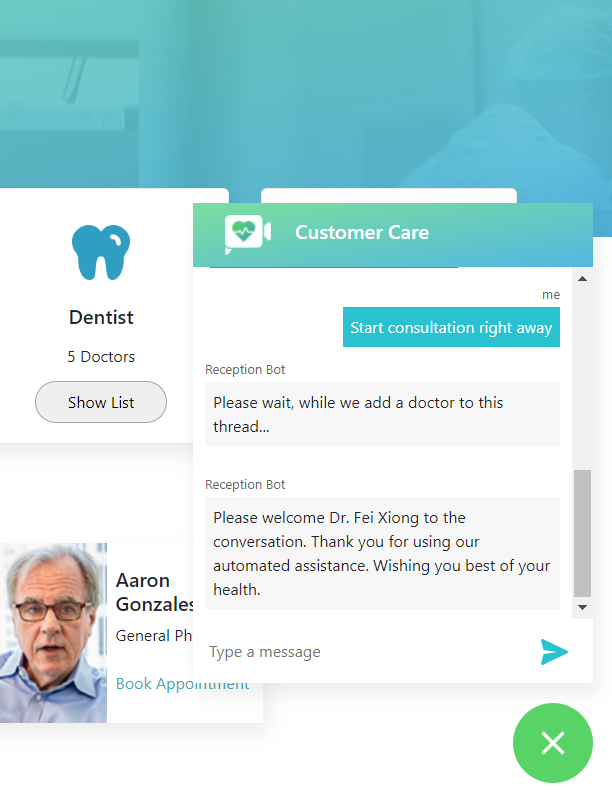 Customer Care
me
Start consultation right away
Dentist
5 Doctors
Show List
Reception Bot
Please wait, while we add a doctor to this
thread...
Reception Bot
Please welcome Dr. Fei Xiong to the
conversation. Thank you for using our
automated assistance. Wishing you best of your
health.
Aaron
Gonzales
General Ph
Book Appointment
Type a message